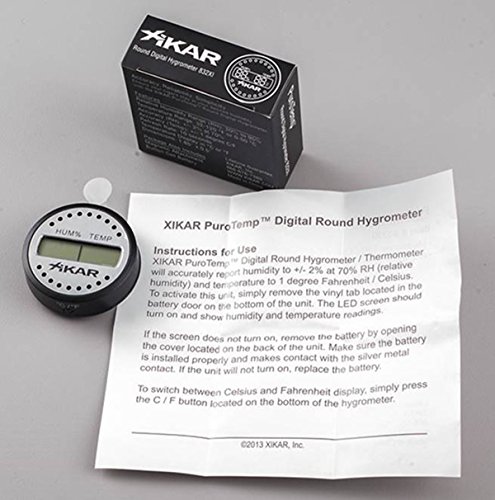 XIKAR
Round Digital Hygrometer 832XI
XIKAR
Features
HUM% TEMP
XIKAR
XIKAR PuroTemp™ Digital Round Hygrometer
Instructions for Use
XIKAR PuroTemp™ Digital Round Hygrometer / Thermometer
will accurately report humidity to +/- 2% at 70% RH (relative
humidity) and temperature to 1 degree Fahrenheit / Celsius.
To activate this unit, simply remove the vinyl tab located in the
battery door on the bottom of the unit. The LED screen should
turn on and show humidity and temperature readings.
If the screen does not turn on, remove the battery by opening
the cover located on the back of the unit. Make sure the battery
is installed properly and makes contact with the silver metal
contact. If the unit will not turn on, replace the battery.
To switch between Celsius and Fahrenheit display, simply press
the C / F button located on the bottom of the hygrometer.
©2013 XIKAR, Inc.